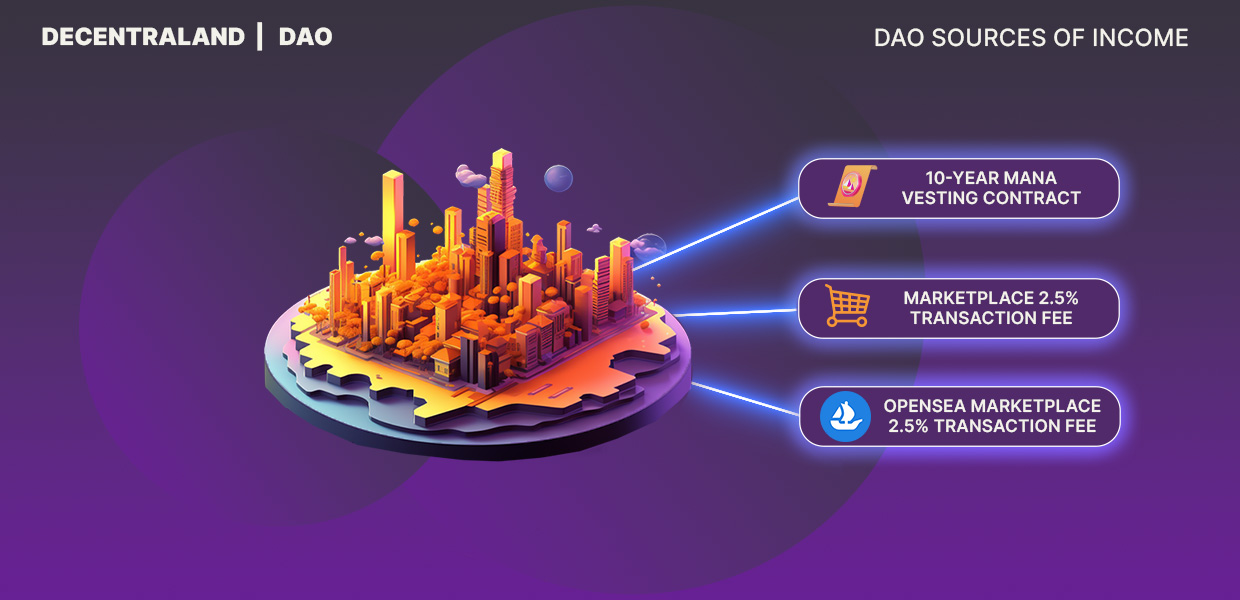 DECENTRALAND | DAO
DAO SOURCES OF INCOME
10-YEAR MANA
VESTING CONTRACT
MARKETPLACE 2.5%
TRANSACTION FEE
OPENSEA MARKETPLACE
2.5% TRANSACTION FEE